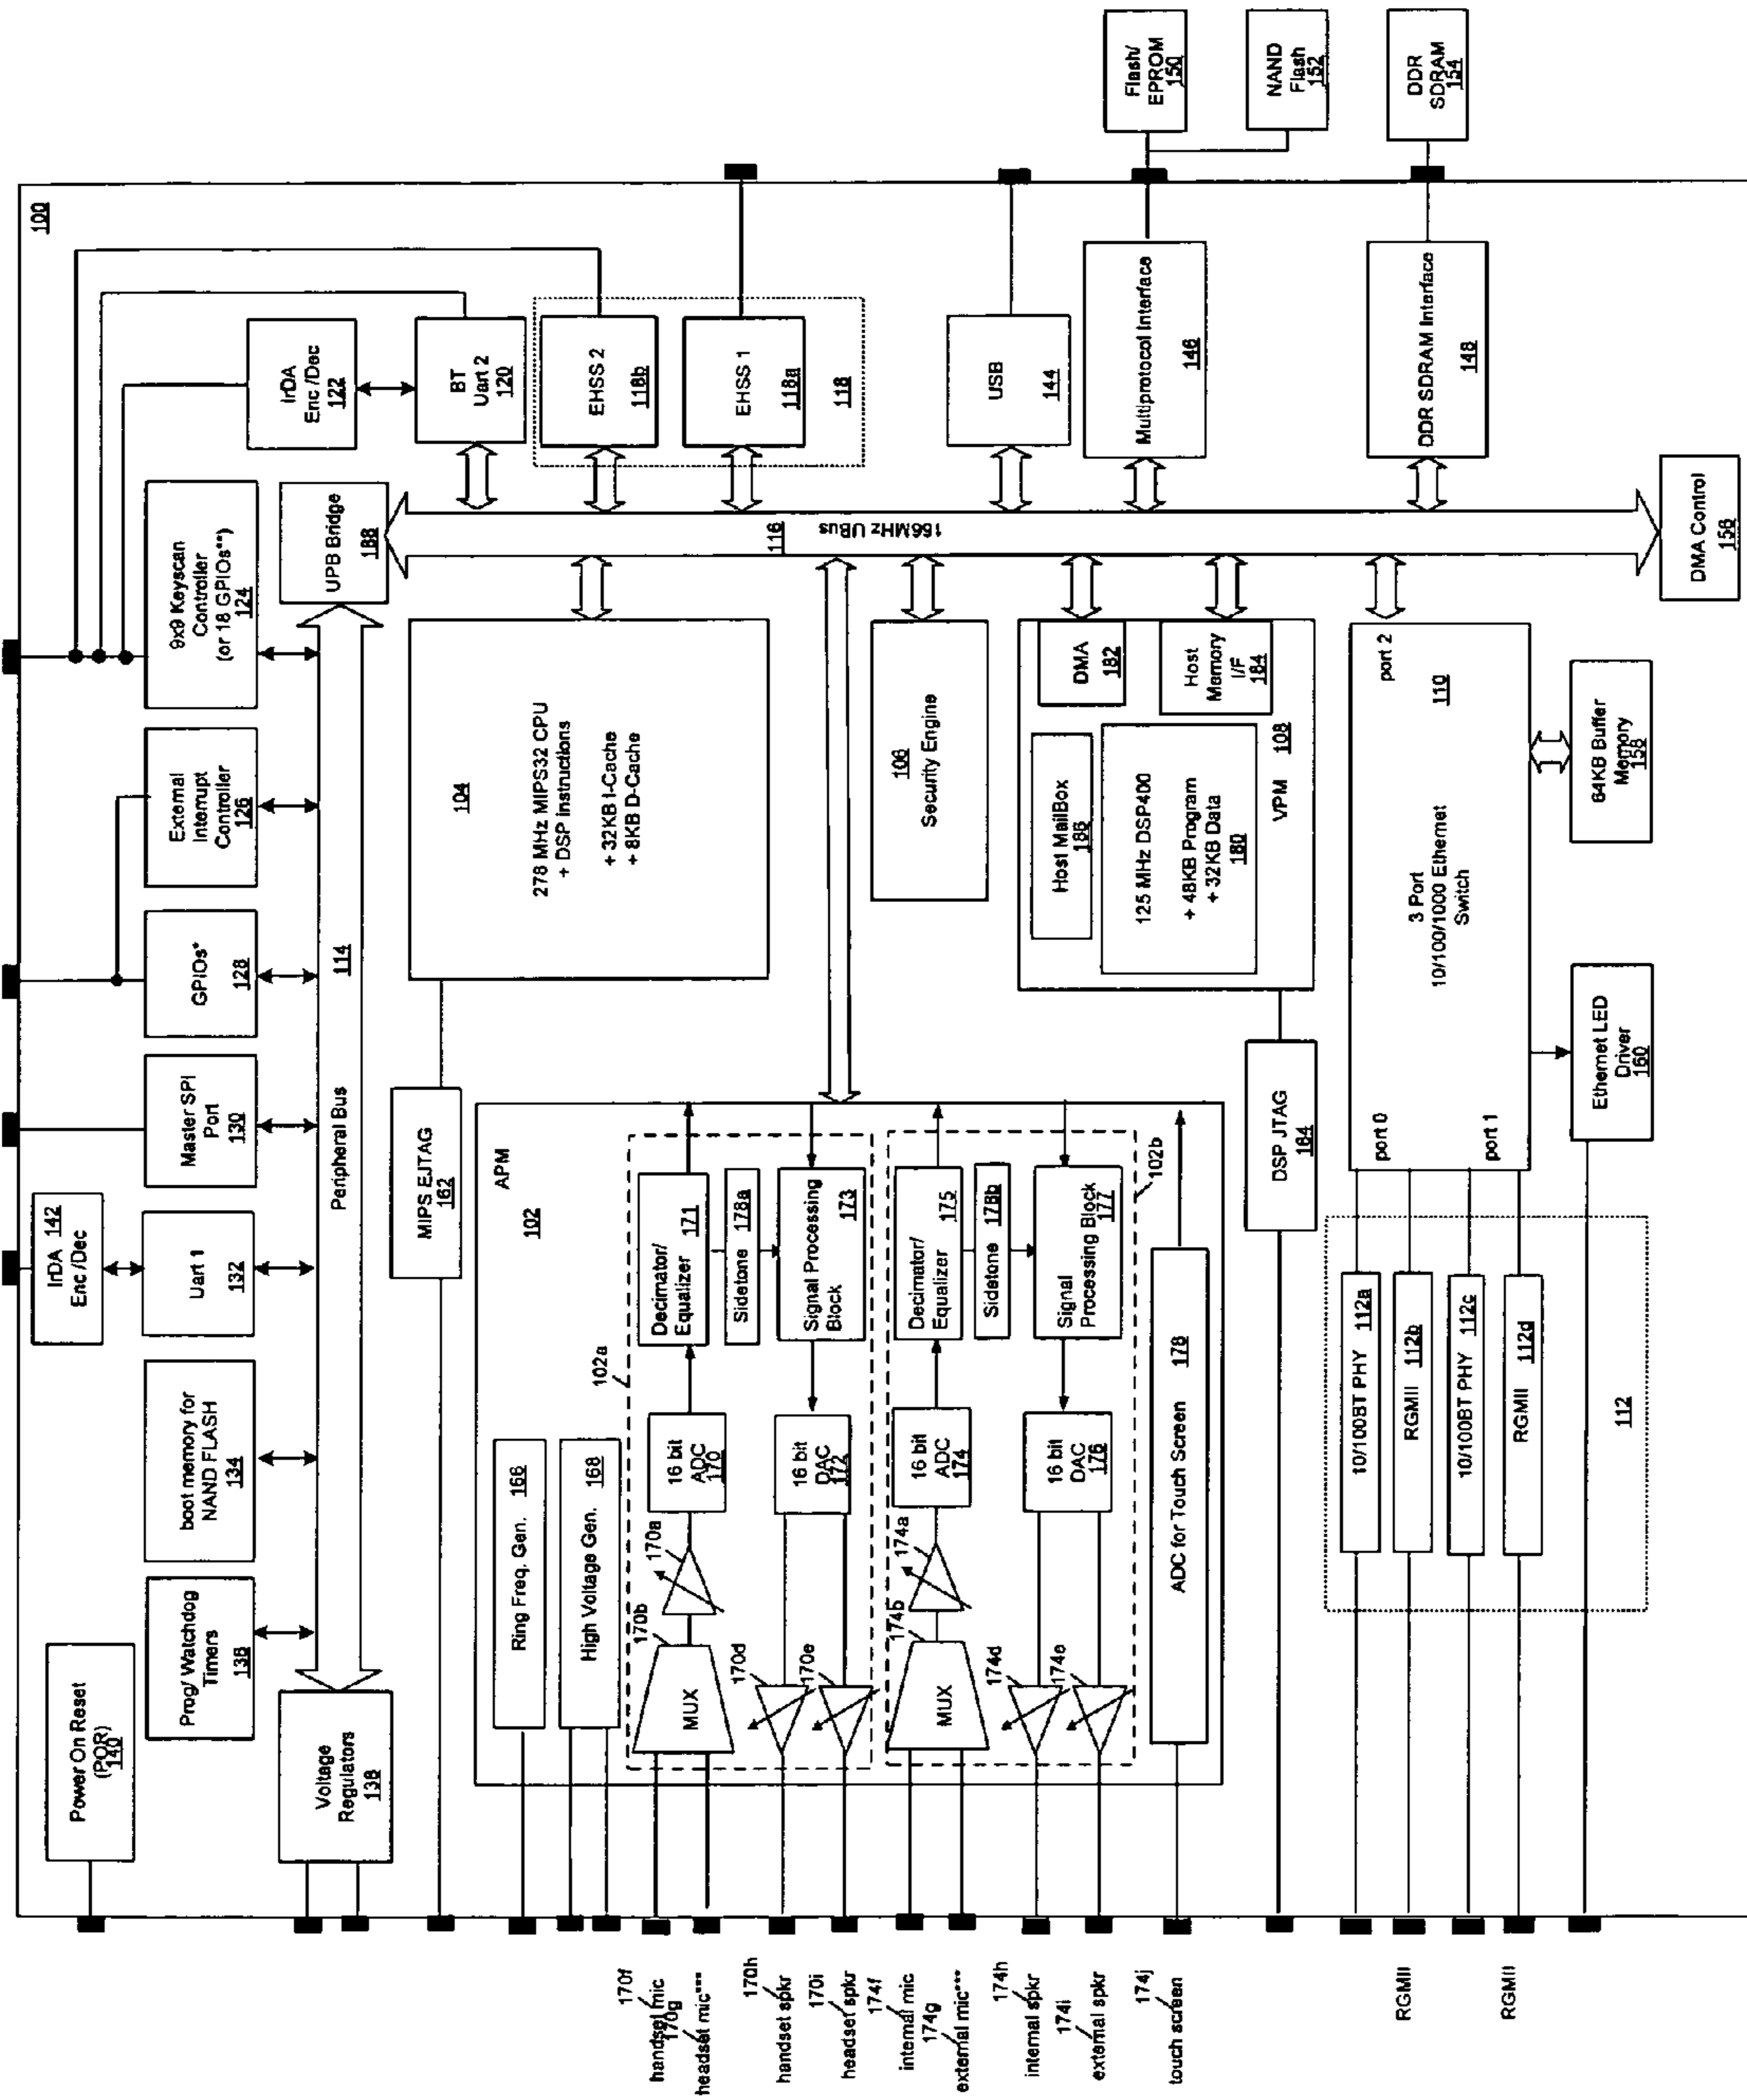 100
Power On Reset
(POR)
140
Voltage
Regulators
138
Prog/ Watchdog
Timers
136
boot memory for
NAND FLASH
134
IrDA 142
Enc /Dec
Uart 1
132
Master SPI
Port
130
GPIOs*
128
External
Interrupt
Controller
126
9x9 Keyscan
Controller
(or 18 GPIOs**)
124
IrDA
Enc /Dec
122
BT
Uart 2
120
EHSS 2
118b
EHSS 1
118a
118
USB
144
Multiprotocol Interface
146
DDR SDRAM Interface
148
Flash/
EPROM
150
NAND
Flash
152
DDR
SDRAM
154
Peripheral Bus
114
UPB Bridge
188
116
166MHz UBus
DMA Control
156
MIPS EJTAG
162
104
278 MHz MIPS32 CPU
+ DSP instructions
+ 32KB I-Cache
+ 8KB D-Cache
106
Security Engine
DMA
182
Host
Memory
I/F
184
Host MailBox
186
125 MHz DSP400
+ 48KB Program
+ 32KB Data
180
VPM
108
DSP JTAG
164
port 2
110
3 Port
10/100/1000 Ethernet
Switch
port 0
port 1
64KB Buffer
Memory
158
Ethernet LED
Driver
160
APM
102
Ring Freq. Gen. 166
High Voltage Gen. 168
102a
170b
MUX
170a
16 bit
ADC
170
Decimator/
Equalizer 171
Sidetone 178a
Signal Processing
Block 173
16 bit
DAC
172
170d
170e
102b
174b
MUX
174a
16 bit
ADC
174
Decimator/
Equalizer 175
Sidetone 178b
Signal
Processing Block
177
16 bit
DAC
176
174d
174e
ADC for Touch Screen 178
10/100BT PHY 112a
RGMII 112b
10/100BT PHY 112c
RGMII 112d
112
170f
handset mic
170g
headset mic***
170h
handset spkr
170i
headset spkr
174f
internal mic
174g
external mic***
174h
internal spkr
174i
external spkr
174j
touch screen
RGMII
RGMII